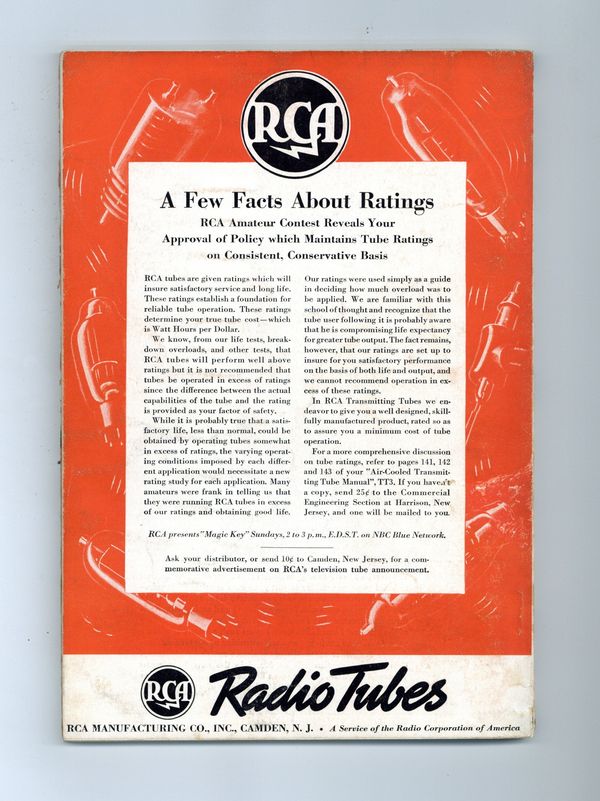 RCA
A Few Facts About Ratings
RCA Amateur Contest Reveals Your
Approval of Policy which Maintains Tube Ratings
on Consistent, Conservative Basis
RCA tubes are given ratings which will
insure satisfactory service and long life.
These ratings establish a foundation for
reliable tube operation. These ratings
determine your true tube cost—which
is Watt Hours per Dollar.
We know, from our life tests, break-
down overloads, and other tests, that
RCA tubes will perform well above
ratings but it is not recommended that
tubes be operated in excess of ratings
since the difference between the actual
capabilities of the tube and the rating
is provided as your factor of safety.
While it is probably true that a satis-
factory life, less than normal, could be
obtained by operating tubes somewhat
in excess of ratings, the varying operat-
ing conditions imposed by each differ-
ent application would necessitate a new
rating study for each application. Many
amateurs were frank in telling us that
they were running RCA tubes in excess
of our ratings and obtaining good life.
Our ratings were used simply as a guide
in deciding how much overload was to
be applied. We are familiar with this
school of thought and recognize that the
tube user following it is probably aware
that he is compromising life expectancy
for greater tube output. The fact remains,
however, that our ratings are set up to
insure for you satisfactory performance
on the basis of both life and output, and
we cannot recommend operation in ex-
cess of these ratings.
In RCA Transmitting Tubes we en-
deavor to give you a well designed, skill-
fully manufactured product, rated so as
to assure you a minimum cost of tube
operation.
For a more comprehensive discussion
on tube ratings, refer to pages 141, 142
and 143 of your "Air-Cooled Transmit-
ting Tube Manual", TT3. If you haven't
a copy, send 25¢ to the Commercial
Engineering Section at Harrison, New
Jersey, and one will be mailed to you.
RCA presents "Magic Key" Sundays, 2 to 3 p.m., E.D.S.T. on NBC Blue Network.
Ask your distributor, or send 10¢ to Camden, New Jersey, for a com-
memorative advertisement on RCA's television tube announcement.
RCA Radio Tubes
RCA MANUFACTURING CO., INC., CAMDEN, N. J. • A Service of the Radio Corporation of America